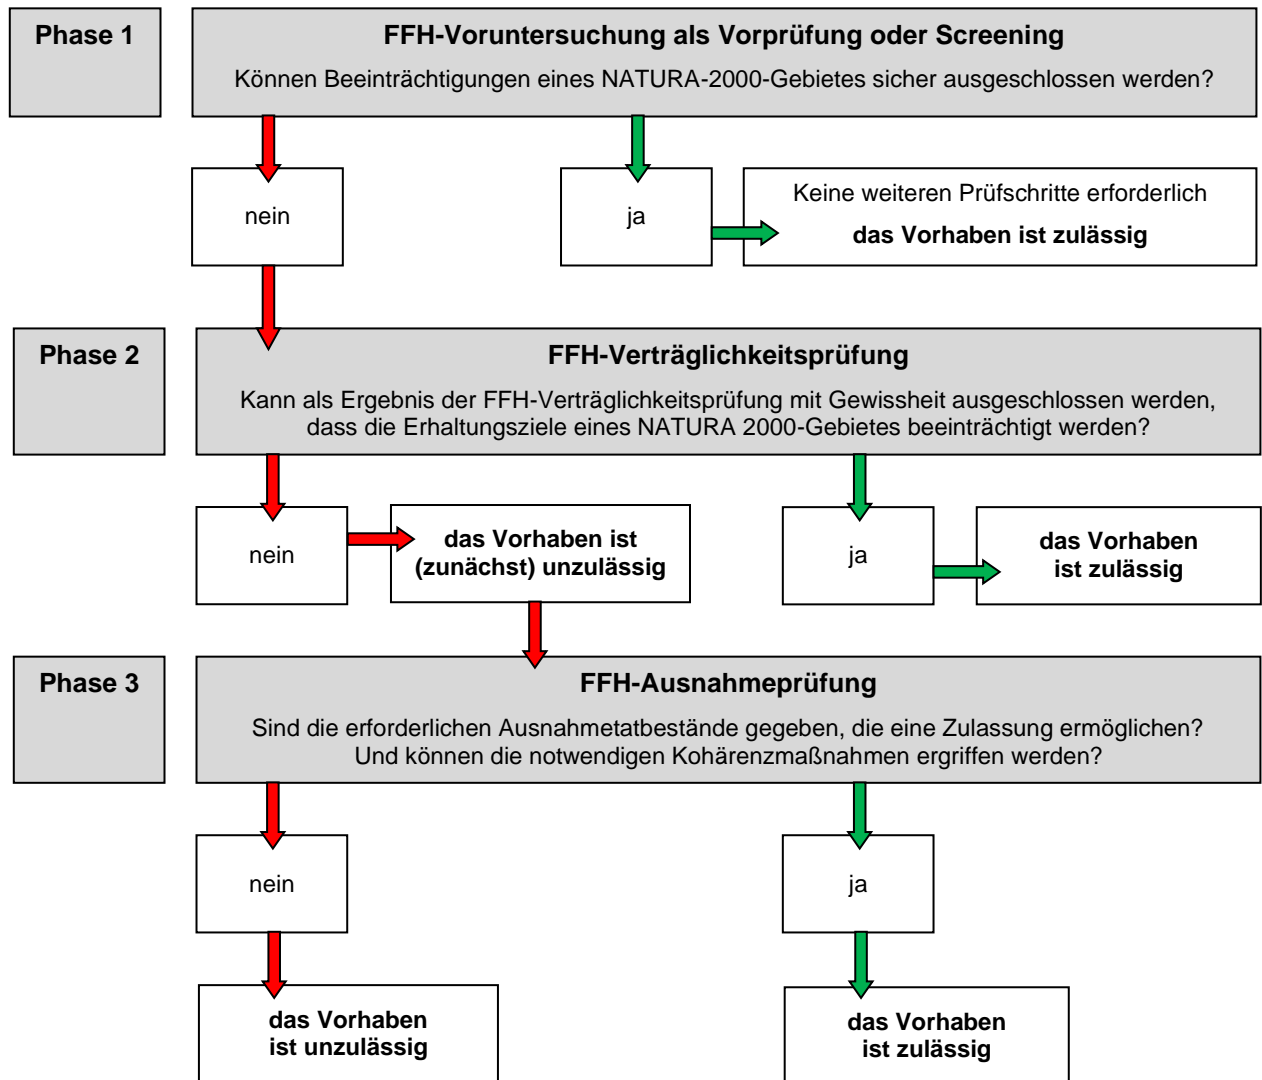 Phase 1
FFH-Voruntersuchung als Vorprüfung oder Screening
Können Beeinträchtigungen eines NATURA-2000-Gebietes sicher ausgeschlossen werden?
nein
ja
Keine weiteren Prüfschritte erforderlich
das Vorhaben ist zulässig
Phase 2
FFH-Verträglichkeitsprüfung
Kann als Ergebnis der FFH-Verträglichkeitsprüfung mit Gewissheit ausgeschlossen werden,
dass die Erhaltungsziele eines NATURA 2000-Gebietes beeinträchtigt werden?
nein
das Vorhaben ist
(zunächst) unzulässig
ja
das Vorhaben
ist zulässig
Phase 3
FFH-Ausnahmeprüfung
Sind die erforderlichen Ausnahmetatbestände gegeben, die eine Zulassung ermöglichen?
Und können die notwendigen Kohärenzmaßnahmen ergriffen werden?
nein
ja
das Vorhaben
ist unzulässig
das Vorhaben
ist zulässig